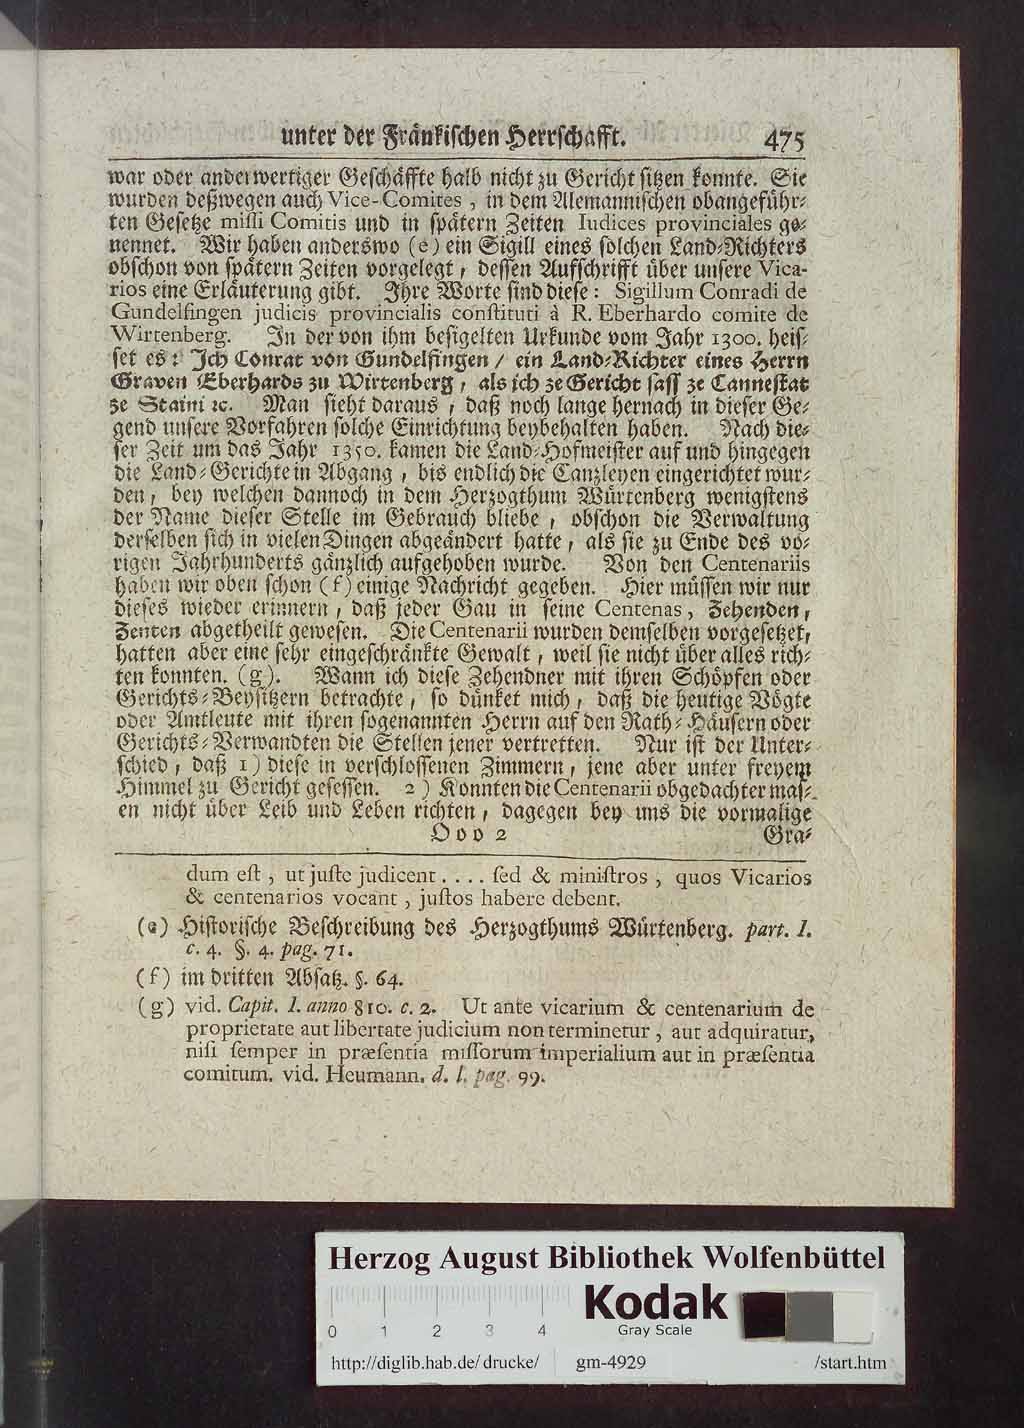 unter der Fränkischen Herrschafft. 475
war oder anderwertiger Geschäffte halb nicht zu Gericht sitzen konnte. Sie
wurden deßwegen auch Vice-Comites, in dem Alemannischen obangeführ-
ten Gesetze missi Comitis und in spätern Zeiten Iudices provinciales ge-
nennet. Wir haben anderswo (e) ein Sigill eines solchen Land-Richters
obschon von spätern Zeiten vorgelegt, dessen Aufschrifft über unsere Vica-
rios eine Erläuterung gibt. Ihre Worte sind diese: Sigillum Conradi de
Gundelfingen judicis provincialis constituti à R. Eberhardo comite de
Wirtenberg. In der von ihm besigelten Urkunde vom Jahr 1300. heis-
set es: Ich Conrat von Gundelfingen / ein Land-Richter eines Herrn
Graven Eberhards zu Wirtenberg, als ich ze Gericht sass ze Cannestat
ze Staini ꝛc. Man sieht daraus, daß noch lange hernach in dieser Ge-
gend unsere Vorfahren solche Einrichtung beybehalten haben. Nach die-
ser Zeit um das Jahr 1350. kamen die Land-Hofmeister auf und hingegen
die Land-Gerichte in Abgang, bis endlich die Canzleyen eingerichtet wur-
den, bey welchen dannoch in dem Herzogthum Würtenberg wenigstens
der Name dieser Stelle im Gebrauch bliebe, obschon die Verwaltung
derselben sich in vielen Dingen abgeändert hatte, als sie zu Ende des vo-
rigen Jahrhunderts gänzlich aufgehoben wurde. Von den Centenariis
haben wir oben schon (f) einige Nachricht gegeben. Hier müssen wir nur
dieses wieder erinnern, daß jeder Gau in seine Centenas, Zehenden,
Zenten abgetheilt gewesen. Die Centenarii wurden demselben vorgesetzet,
hatten aber eine sehr eingeschränkte Gewalt, weil sie nicht über alles rich-
ten konnten. (g). Wann ich diese Zehendner mit ihren Schöpfen oder
Gerichts-Beysitzern betrachte, so dünket mich, daß die heutige Vögte
oder Amtleute mit ihren sogenannten Herrn auf den Rath-Häusern oder
Gerichts-Verwandten die Stellen jener vertretten. Nur ist der Unter-
schied, daß 1) diese in verschlossenen Zimmern, jene aber unter freyem
Himmel zu Gericht gesessen. 2) Konnten die Centenarii obgedachter mas-
en nicht über Leib und Leben richten, dagegen bey uns die vormalige
Ooo 2 Gra-
dum est, ut juste judicent.... sed & ministros, quos Vicarios
& centenarios vocant, justos habere debent.
(e) Historische Beschreibung des Herzogthums Würtenberg. part. I.
c. 4. §. 4. pag. 71.
(f) im dritten Absatz. §. 64.
(g) vid. Capit. I. anno 810. c. 2. Ut ante vicarium & centenarium de
proprietate aut libertate judicium non terminetur, aut adquiratur,
nisi semper in præsentia missorum imperialium aut in præsentia
comitum. vid. Heumann. d. l. pag. 99.
Herzog August Bibliothek Wolfenbüttel
Kodak
Gray Scale
0 1 2 3 4
http://diglib.hab.de/drucke/ gm-4929 /start.htm